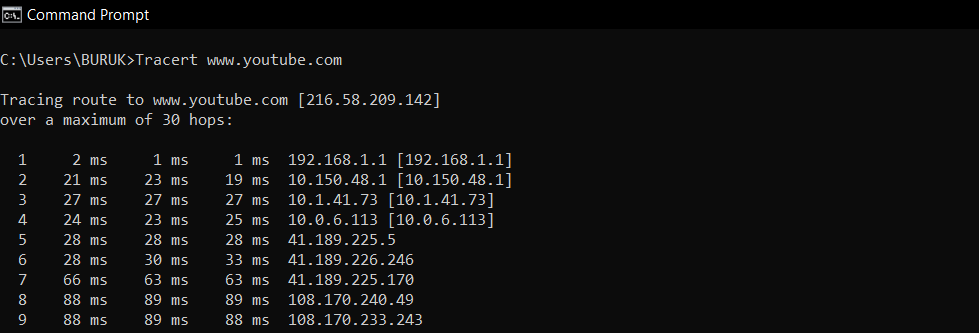 Command Prompt
C:\Users\BURUK>Tracert www.youtube.com
Tracing route to www.youtube.com [216.58.209.142]
over a maximum of 30 hops:
1 2 ms 1 ms 1 ms 192.168.1.1 [192.168.1.1]
2 21 ms 23 ms 19 ms 10.150.48.1 [10.150.48.1]
3 27 ms 27 ms 27 ms 10.1.41.73 [10.1.41.73]
4 24 ms 23 ms 25 ms 10.0.6.113 [10.0.6.113]
5 28 ms 28 ms 28 ms 41.189.225.5
6 28 ms 30 ms 33 ms 41.189.226.246
7 66 ms 63 ms 63 ms 41.189.225.170
8 88 ms 89 ms 89 ms 108.170.240.49
9 88 ms 89 ms 88 ms 108.170.233.243